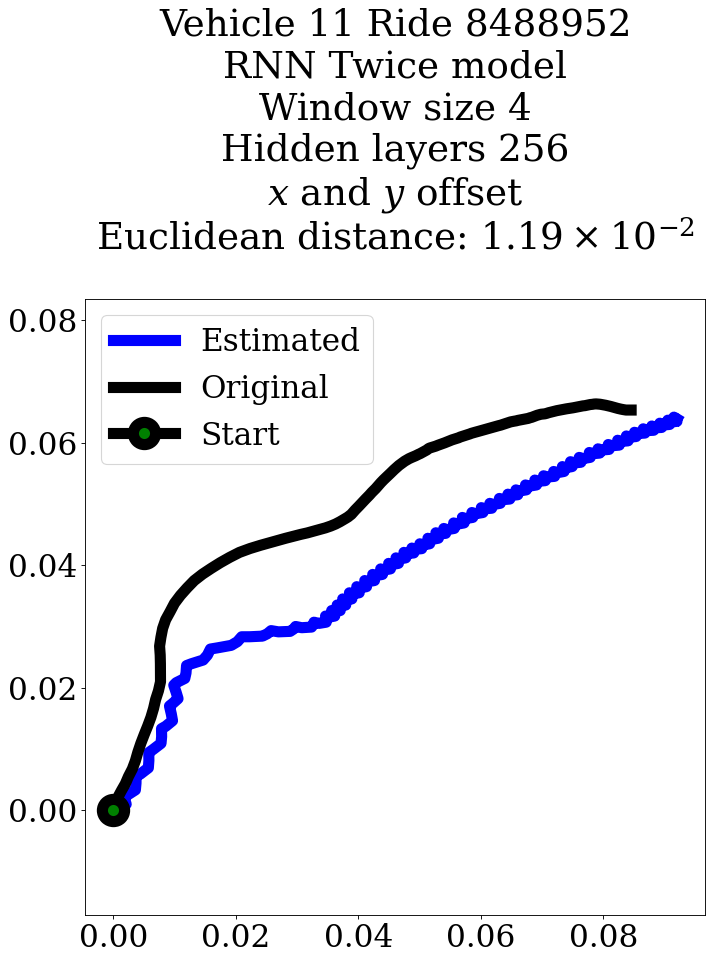 Vehicle 11 Ride 8488952
RNN Twice model
Window size 4
Hidden layers 256
x and y offset
Euclidean distance: 1.19 × 10⁻²
Estimated
Original
Start
0.08
0.06
0.04
0.02
0.00
0.00 0.02 0.04 0.06 0.08